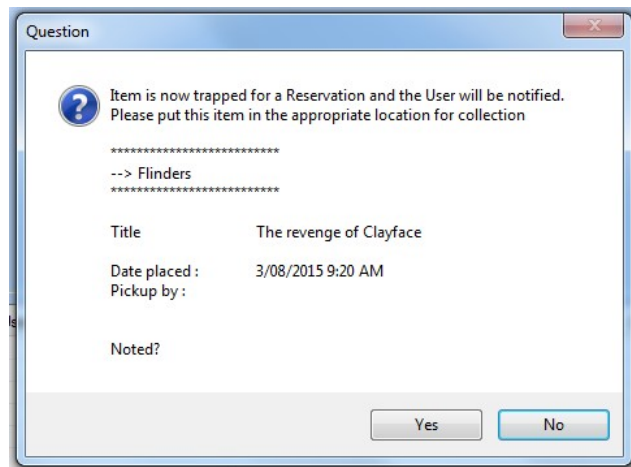 Question
Item is now trapped for a Reservation and the User will be notified.
Please put this item in the appropriate location for collection
**************************
--> Flinders
**************************
Title The revenge of Clayface
Date placed : 3/08/2015 9:20 AM
Pickup by :
Noted?
Yes No